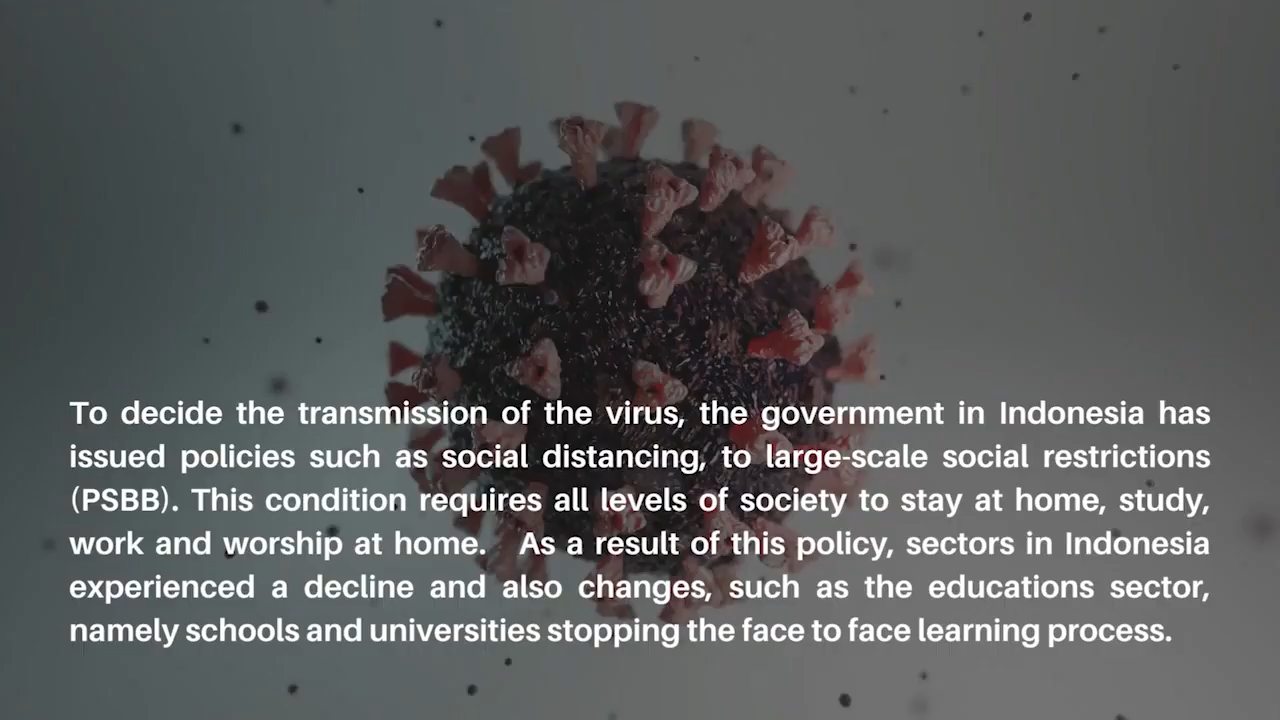 To decide the transmission of the virus, the government in Indonesia has
issued policies such as social distancing, to large-scale social restrictions
(PSBB). This condition requires all levels of society to stay at home, study,
work and worship at home. As a result of this policy, sectors in Indonesia
experienced a decline and also changes, such as the educations sector,
namely schools and universities stopping the face to face learning process.